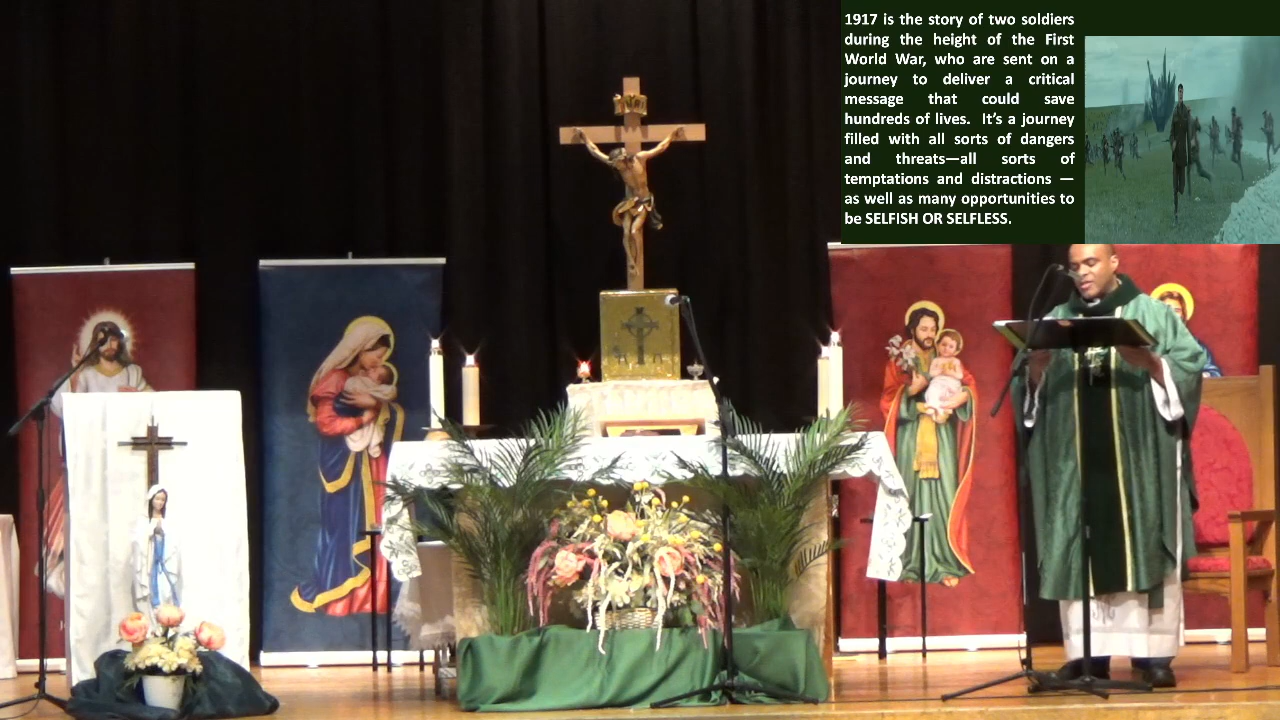 1917 is the story of two soldiers
during the height of the First
World War, who are sent on a
journey to deliver a critical
message that could save
hundreds of lives. It’s a journey
filled with all sorts of dangers
and threats—all sorts of
temptations and distractions —
as well as many opportunities to
be SELFISH OR SELFLESS.